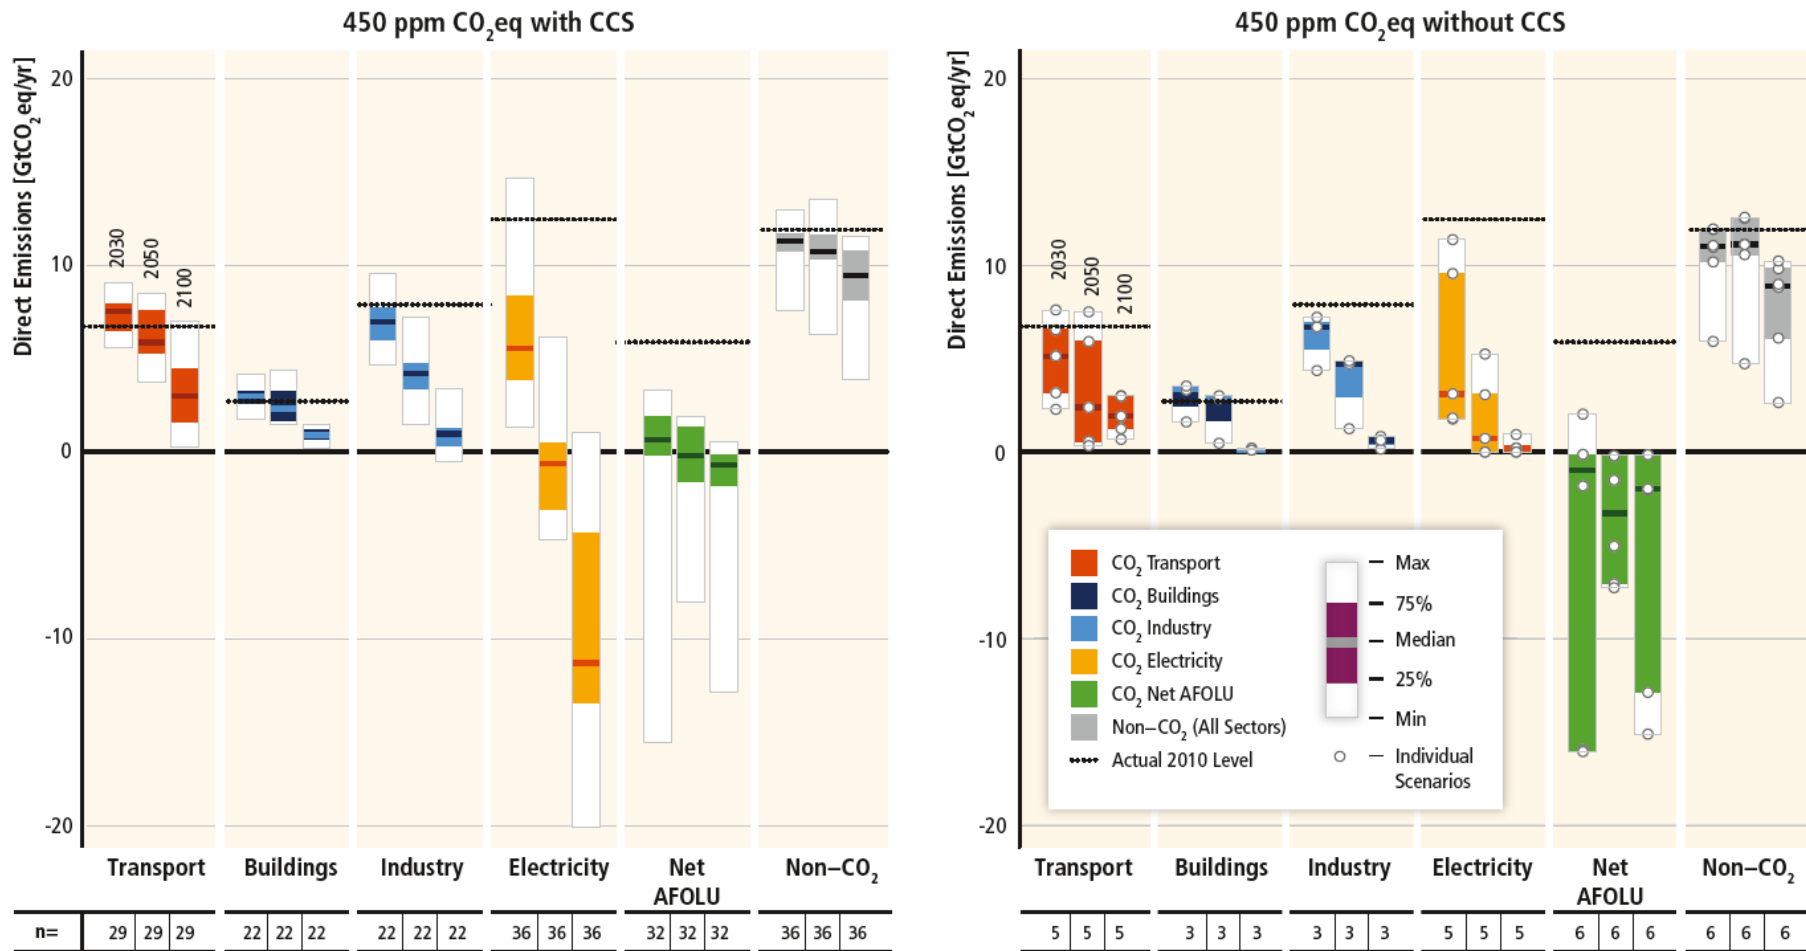 450 ppm CO2eq with CCS
Direct Emissions [GtCO2eq/yr]
20
10
0
-10
-20
2030
2050
2100
Transport
Buildings
Industry
Electricity
Net
AFOLU
Non–CO2
n=
29 29 29
22 22 22
22 22 22
36 36 36
32 32 32
36 36 36
450 ppm CO2eq without CCS
Direct Emissions [GtCO2eq/yr]
20
10
0
-10
-20
2030
2050
2100
CO2 Transport
CO2 Buildings
CO2 Industry
CO2 Electricity
CO2 Net AFOLU
Non–CO2 (All Sectors)
Actual 2010 Level
Max
75%
Median
25%
Min
Individual
Scenarios
Transport
Buildings
Industry
Electricity
Net
AFOLU
Non–CO2
5 5 5
3 3 3
3 3 3
5 5 5
6 6 6
6 6 6